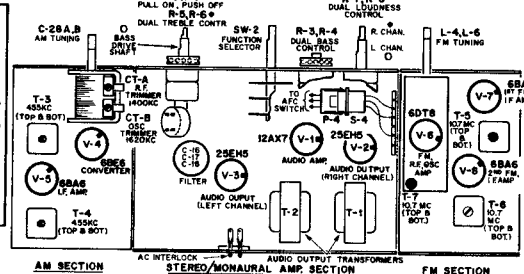 PULL ON, PUSH OFF
R-5, R-6
DUAL TREBLE CONTR
C-28A,B
AM TUNING
BASS
DRIVE
SHAFT
SW-2
FUNCTION
SELECTOR
R-3, R-4
DUAL BASS
CONTROL
DUAL LOUDNESS
CONTROL
R. CHAN.
L. CHAN.
L-4, L-6
FM TUNING
T-3
455KC
(TOP & BOT)
CT-A
R.F.
TRIMMER
1400KC
CT-B
OSC
TRIMMER
1620KC
V-4
6BE6
CONVERTER
V-5
6BA6
I.F. AMP.
T-4
455KC
(TOP & BOT)
C-16
C-17
C-18
FILTER
25EH5
V-3
AUDIO OUPUT
(LEFT CHANNEL)
TO
AFC
SWITCH
P-4
S-4
12AX7
V-1
AUDIO AMP.
25EH5
V-2
AUDIO OUTPUT
(RIGHT CHANNEL)
T-2
T-1
6DT8
V-6
FM,
R.F. OSC
AMP
V-7
T-5
10.7 MC
(TOP
&
BOT.)
V-8
6BA6
2ND FM,
T-7
10.7
MC
(TOP &
BOT)
T-6
10.7
MC
(TOP &
BOT)
AC INTERLOCK
AUDIO OUTPUT TRANSFORMERS
AM SECTION
STEREO/MONAURAL AMP. SECTION
FM SECTION